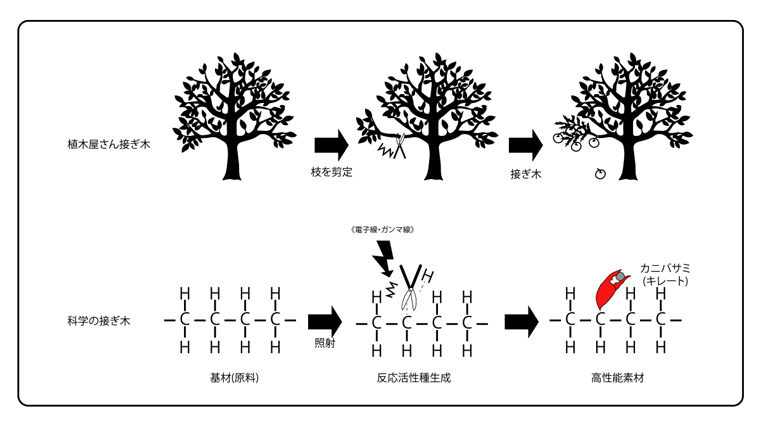 植木屋さん接ぎ木
枝を剪定
接ぎ木
《電子線・ガンマ線》
カニバサミ
(キレート)
H H H H
H H H H
H H H
科学の接ぎ木
C C C C
C C C C
C C C C
照射
H H H H
H H H H
H H H H
基材(原料)
反応活性種生成
高性能素材